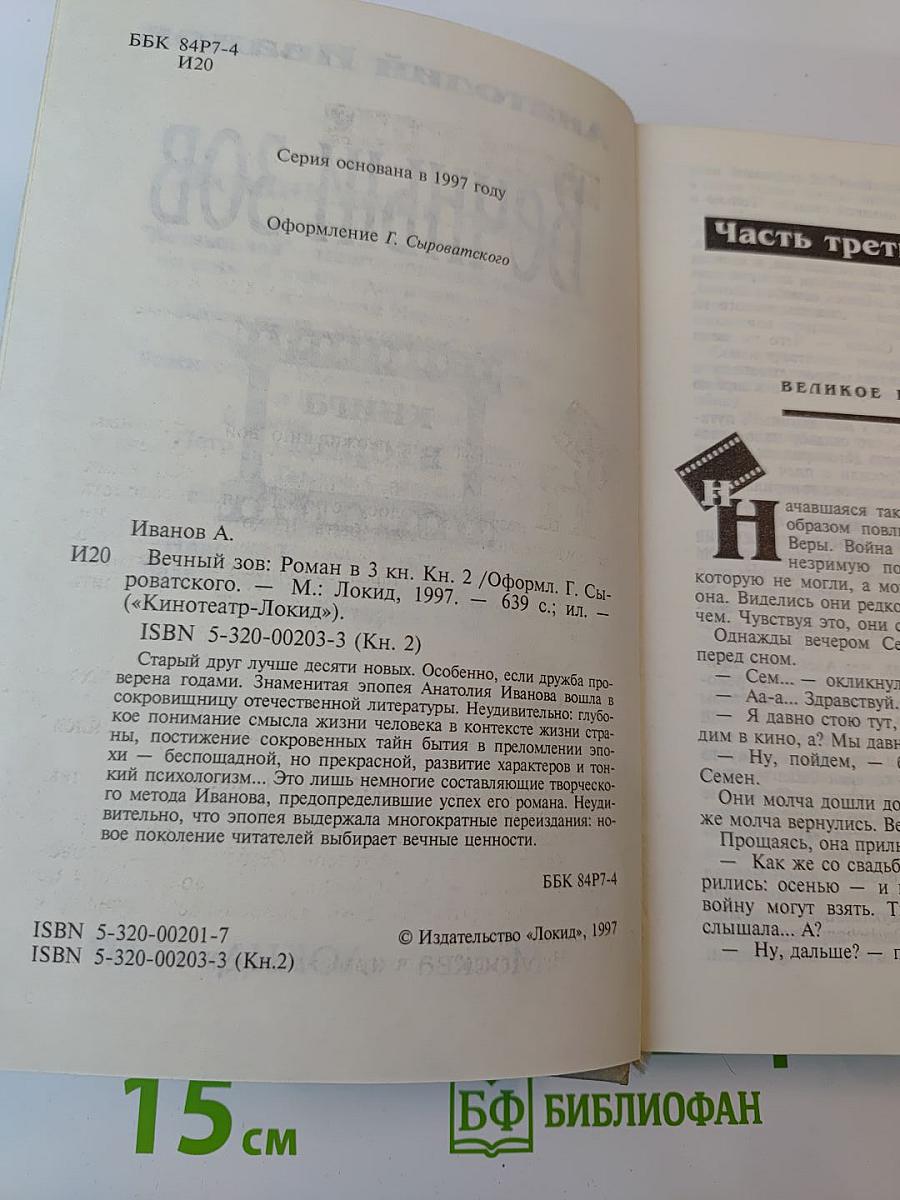 ББК 84Р7-4
И20
Серия основана в 1997 году
Оформление Г. Сыроватского
Иванов А.
И20 Вечный зов: Роман в 3 кн. Кн. 2 /Оформл. Г. Сы-
роватского. — М.: Локид, 1997. — 639 с.; ил. —
(«Кинотеатр-Локид»).
ISBN 5-320-00203-3 (Кн. 2)
Старый друг лучше десяти новых. Особенно, если дружба про-
верена годами. Знаменитая эпопея Анатолия Иванова вошла в
сокровищницу отечественной литературы. Неудивительно: глубо-
кое понимание смысла жизни человека в контексте жизни стра-
ны, постижение сокровенных тайн бытия в преломлении эпо-
хи — беспощадной, но прекрасной, развитие характеров и тон-
кий психологизм... Это лишь немногие составляющие творческо-
го метода Иванова, предопределившие успех его романа. Неуди-
вительно, что эпопея выдержала многократные переиздания: но-
вое поколение читателей выбирает вечные ценности.
ББК 84Р7-4
ISBN 5-320-00201-7
ISBN 5-320-00203-3 (Кн.2)
© Издательство «Локид», 1997
Часть трет
ВЕЛИКОЕ
Начавшаяся так
образом повл
Веры. Война
незримую по
которую не могли, а мо
она. Виделись они редко
чем. Чувствуя это, они с
Однажды вечером Се
перед сном.
— Сем... — окликнул
— Аа-а... Здравствуй.
— Я давно стою тут,
дим в кино, а? Мы давн
— Ну, пойдем, — б
Семен.
Они молча дошли до
же молча вернулись. Ве
Прощаясь, она приль
— Как же со свадьб
рились: осенью — и
войну могут взять. Т
слышала... А?
— Ну, дальше? — п
15 см
БФ БИБЛИОФАН